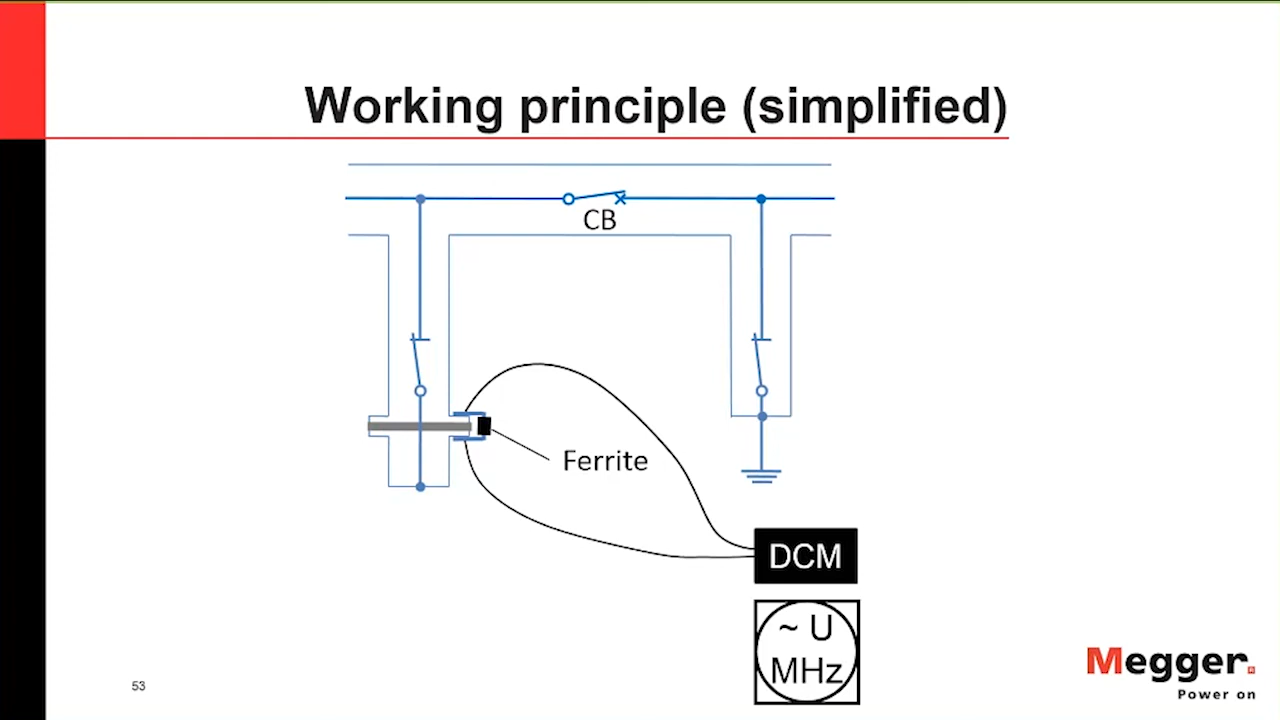 Working principle (simplified)
CB
Ferrite
DCM
~ U
MHz
Megger.
Power on
53